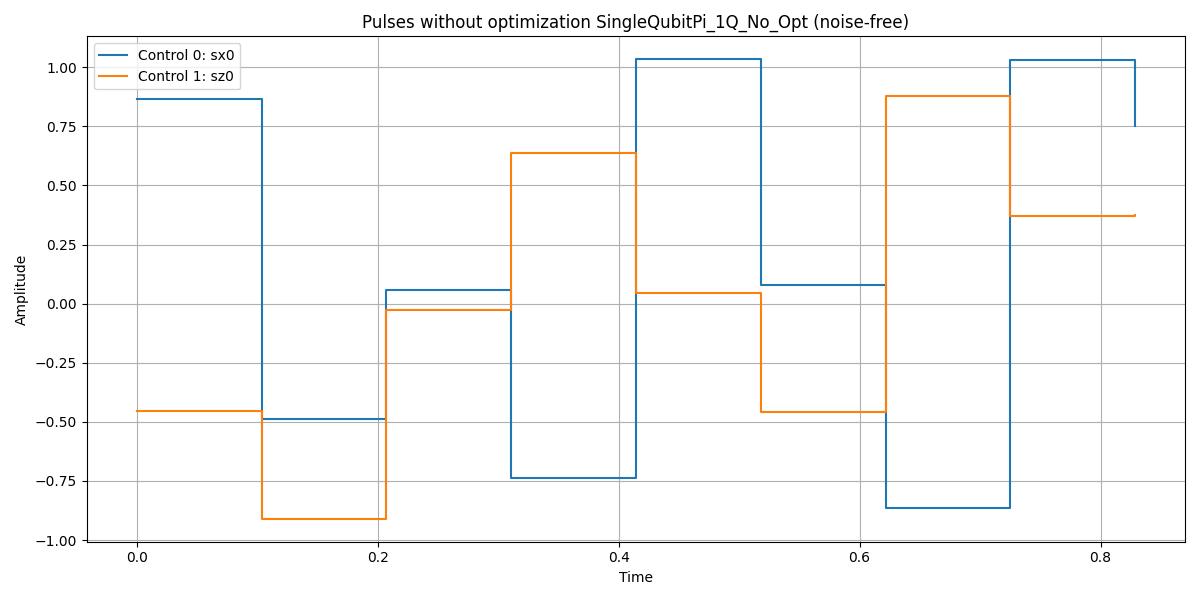 Pulses without optimization SingleQubitPi_1Q_No_Opt (noise-free)
Control 0: sx0
Control 1: sz0
1.00
0.75
0.50
0.25
0.00
−0.25
−0.50
−0.75
−1.00
Amplitude
0.0 0.2 0.4 0.6 0.8
Time